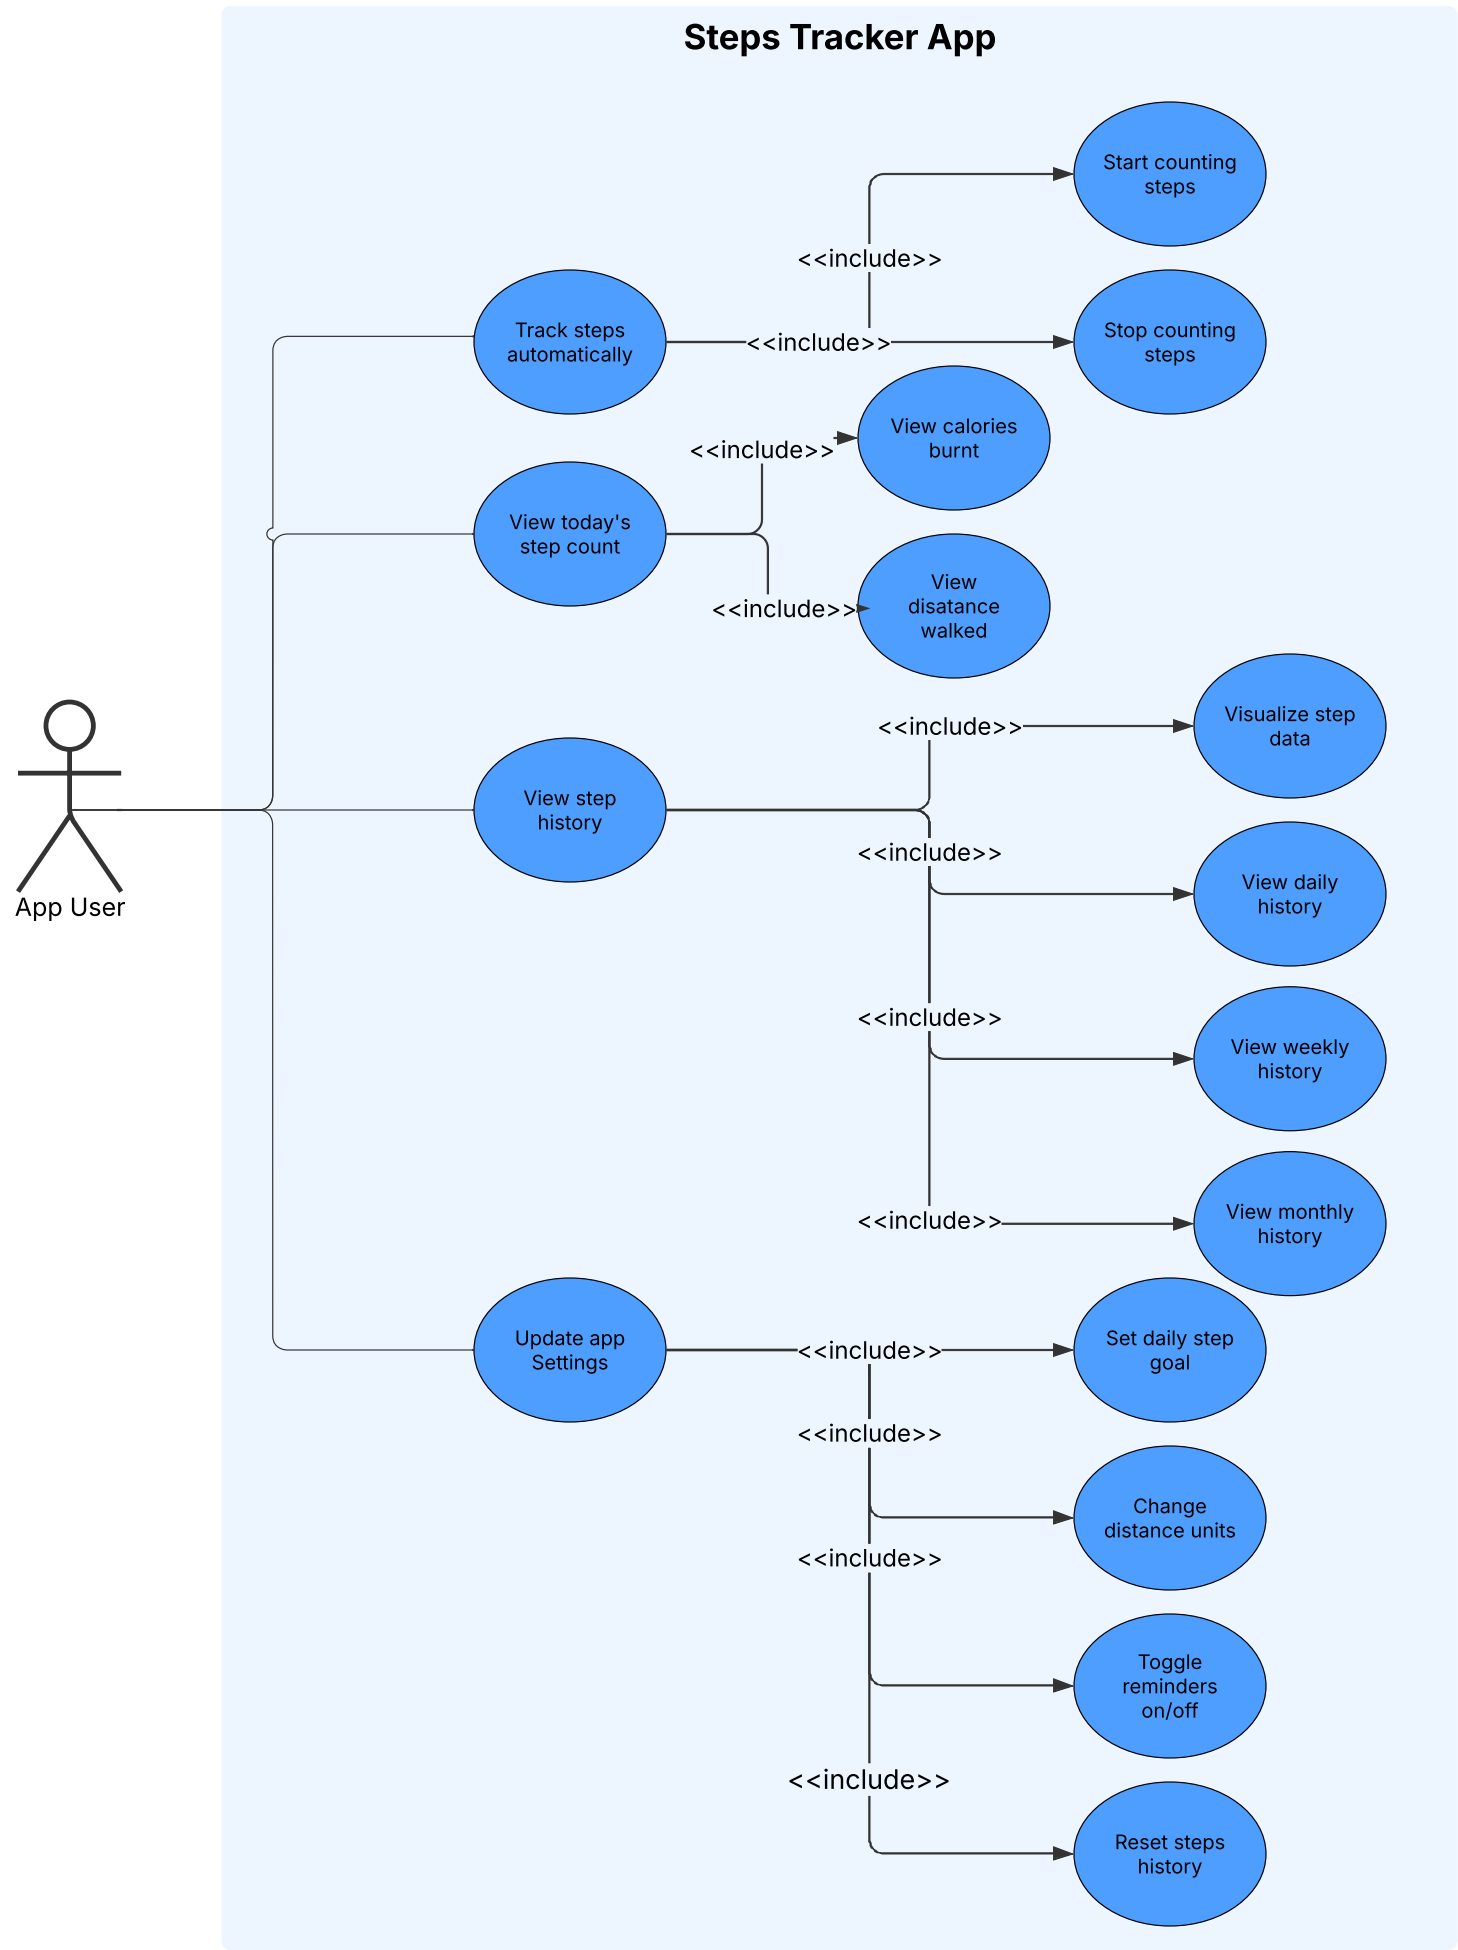 Steps Tracker App
Start counting
steps
<<include>>
Track steps
automatically
<<include>>
Stop counting
steps
<<include>>
View calories
burnt
View today's
step count
<<include>>
View
disatance
walked
<<include>>
Visualize step
data
View step
history
<<include>>
View daily
history
App User
<<include>>
View weekly
history
<<include>>
View monthly
history
Update app
Settings
<<include>>
Set daily step
goal
<<include>>
Change
distance units
<<include>>
Toggle
reminders
on/off
<<include>>
Reset steps
history